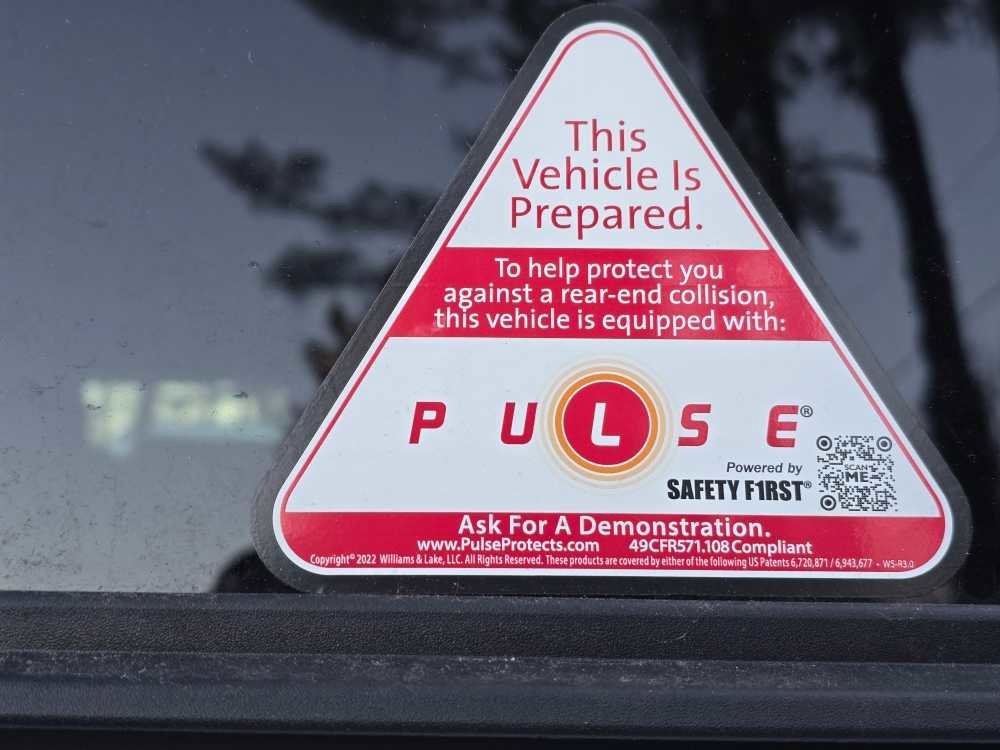 This
Vehicle Is
Prepared.
To help protect you
against a rear-end collision,
this vehicle is equipped with:
PULSE®
Powered by
SAFETY F1RST®
SCAN
ME
Ask For A Demonstration.
www.PulseProtects.com 49CFR571.108 Compliant
Copyright© 2022 Williams & Lake, LLC. All Rights Reserved. These products are covered by either of the following US Patents 6,720,871 / 6,943,677 - WS-R3.0